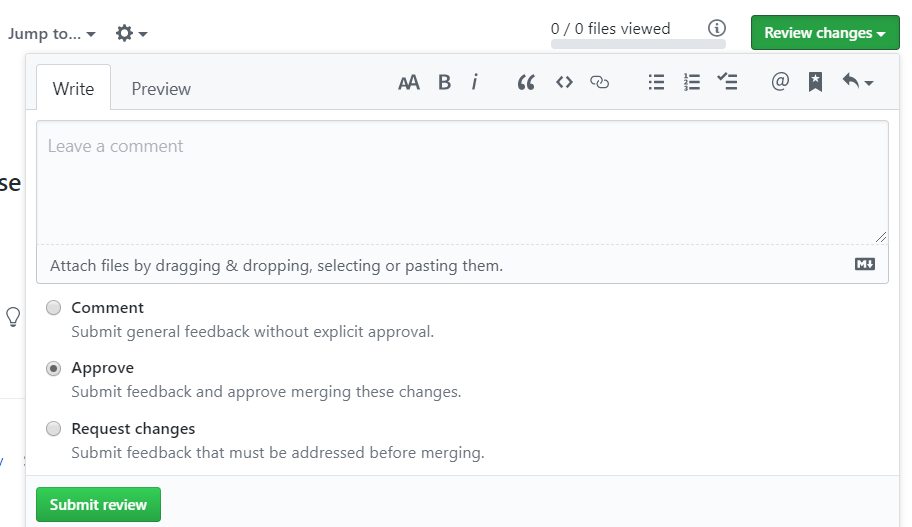 Jump to...
0 / 0 files viewed
Review changes
Write
Preview
AA B i
@
Leave a comment
se
Attach files by dragging & dropping, selecting or pasting them.
M
Comment
Submit general feedback without explicit approval.
Approve
Submit feedback and approve merging these changes.
Request changes
Submit feedback that must be addressed before merging.
Submit review